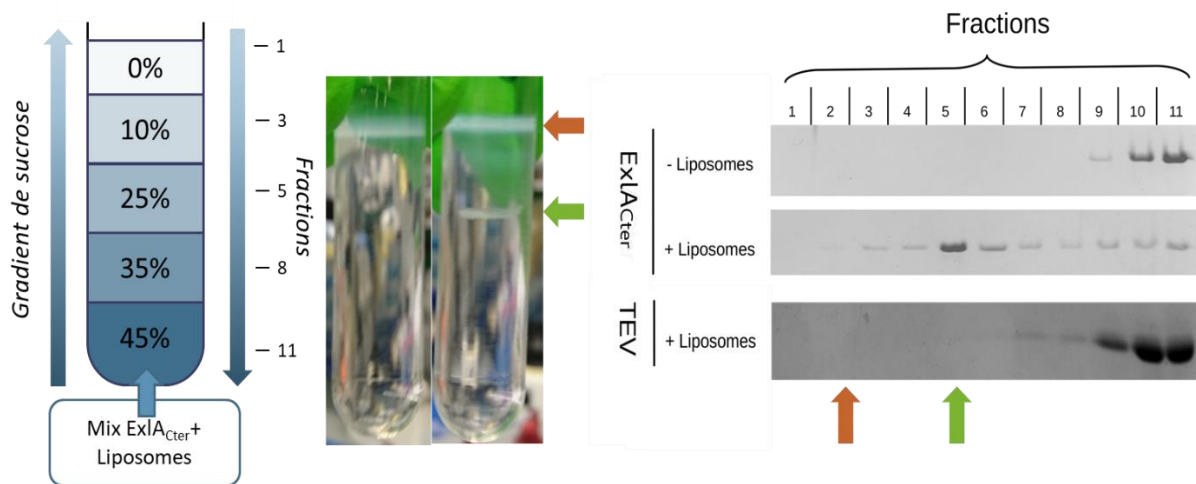 Gradient de sucrose
0%
10%
25%
35%
45%
Mix ExlACter+
Liposomes
– 1
– 3
– 5
– 8
– 11
Fractions
Fractions
1 2 3 4 5 6 7 8 9 10 11
ExlACter
- Liposomes
+ Liposomes
TEV
+ Liposomes